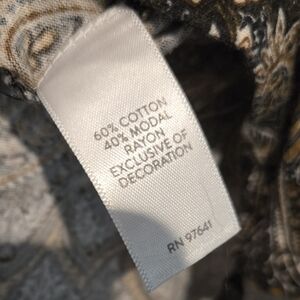 60% COTTON
40% MODAL
RAYON
EXCLUSIVE OF
DECORATION
RN 97641